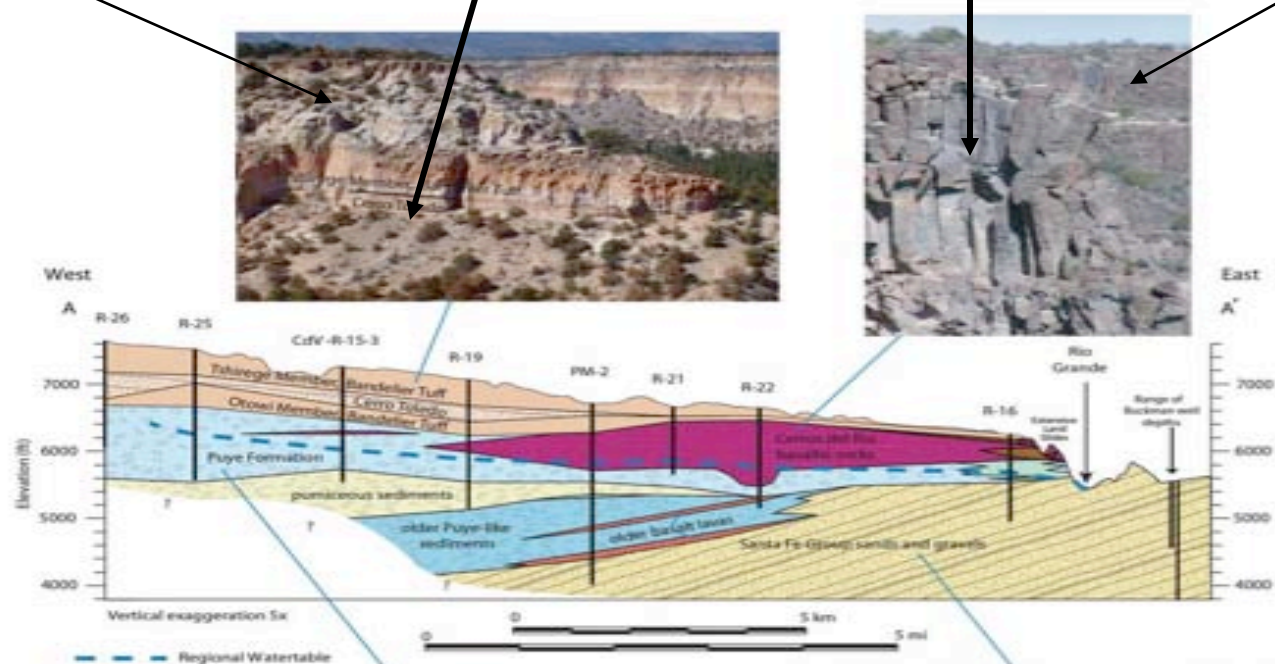 West
A
R-26
R-25
CdV-R-15-3
R-19
PM-2
R-21
R-22
R-16
Rio
Grande
East
A'
Range of
Buckman well
depths
Extensive
Land
Slides
7000
6000
5000
4000
Elevation (ft)
7000
6000
5000
4000
Tshirege Member, Bandelier Tuff
Cerro Toledo
Otowi Member, Bandelier Tuff
Cerros del Rio
basaltic rocks
Puye Formation
pumiceous sediments
older Puye-like
sediments
older basalt lavas
Santa Fe Group sands and gravels
?
?
?
Vertical exaggeration 5x
0
5 km
0
5 mi
Regional Watertable